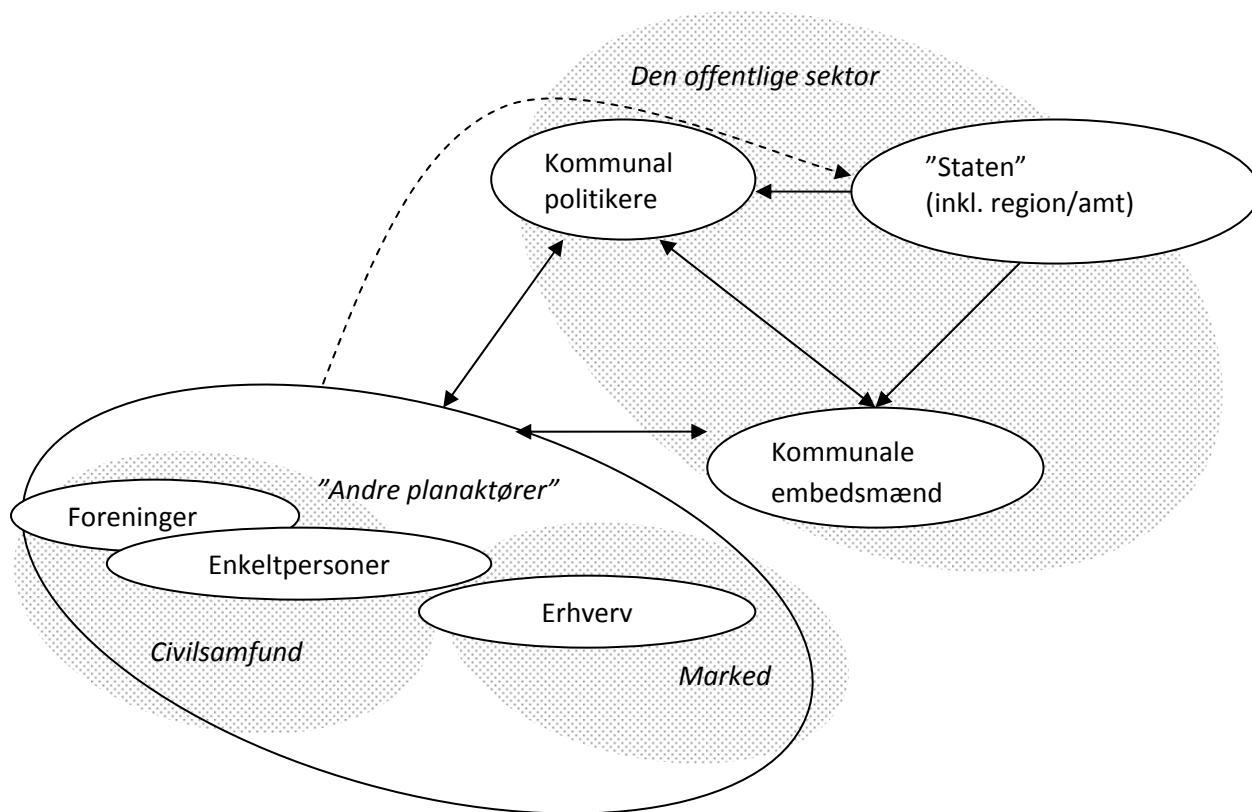 Den offentlige sektor
Kommunal
politikere
”Staten”
(inkl. region/amt)
Kommunale
embedsmænd
”Andre planaktører”
Foreninger
Enkeltpersoner
Erhverv
Civilsamfund
Marked